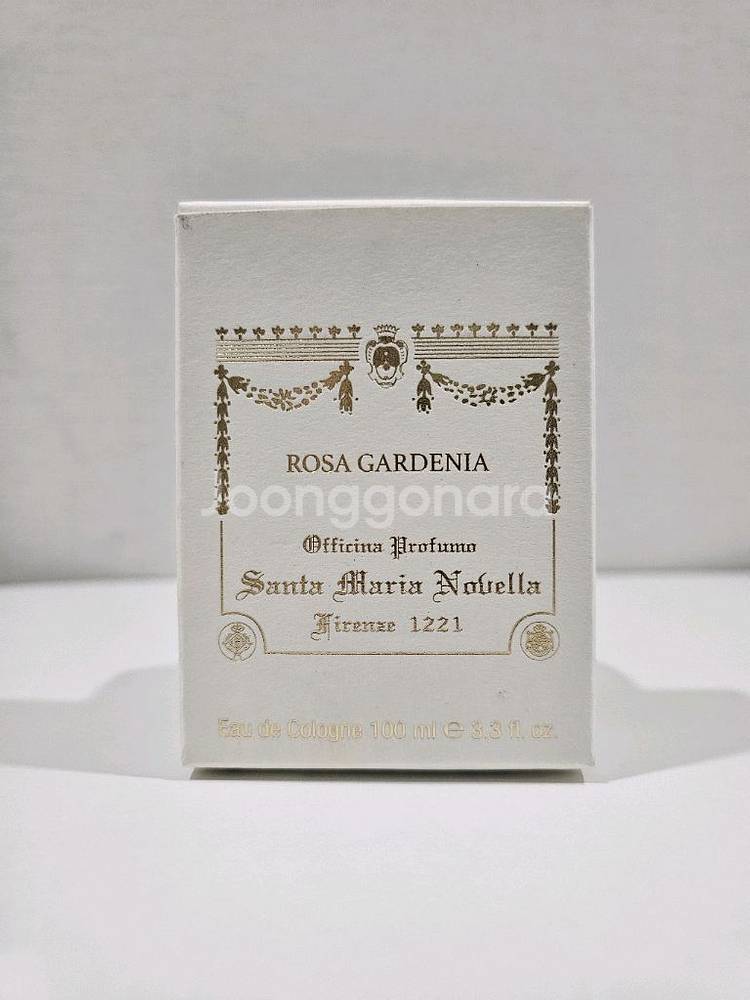 ROSA GARDENIA
Joonggonara
Officina Profumo
Santa Maria Novella
Firenze 1221
Eau de Cologne 100 ml ℮ 3.3 fl. oz.